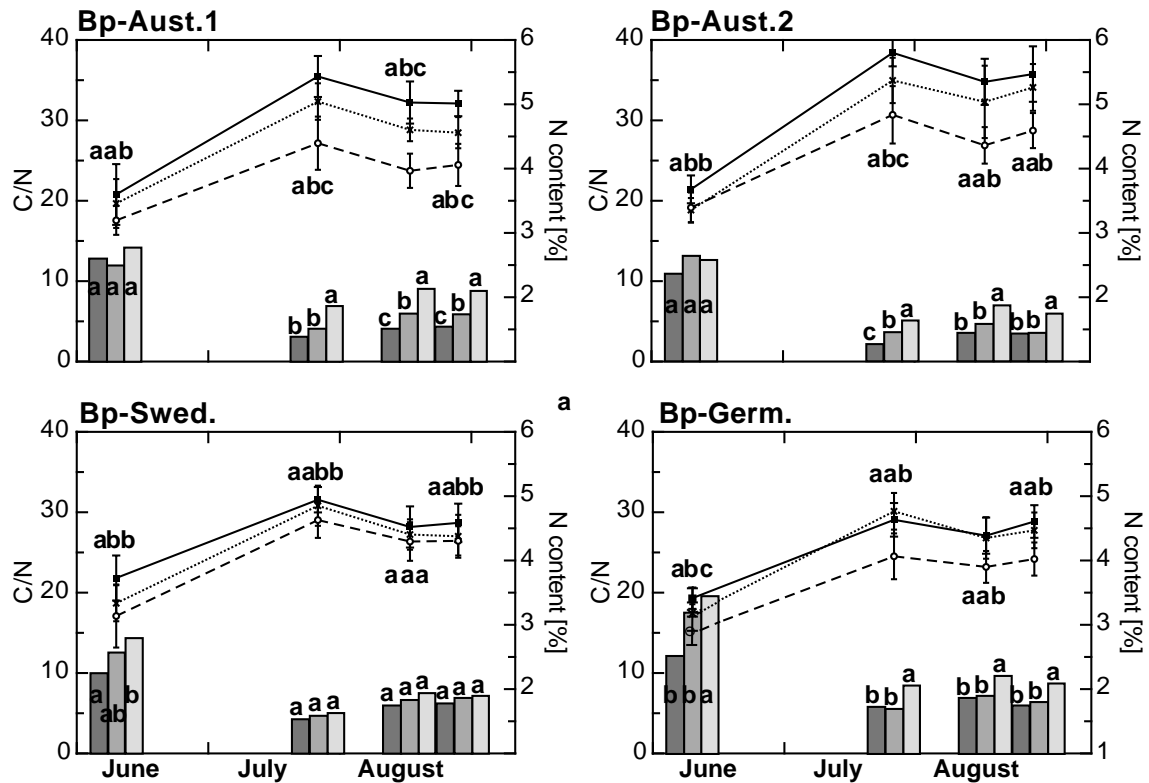 Bp-Aust.1
Bp-Aust.2
40 6 40 6
abc
30 5 30 5
aab abc abc abb abc aab aab
C/N 20 4 N content [%] C/N 20 4 N content [%]
3 3
10 a a a b b a c b a c b a 2 10 a a a c b a b b a b b a 2
0 0
Bp-Swed. a Bp-Germ.
40 6 40 6
aabb aabb aab aab
30 5 30 5
abb aaa abc aab
C/N 20 4 N content [%] C/N 20 4 N content [%]
3 3
10 a ab b a a a a a a a a a 2 10 b b a b b a b b a b b a 2
0 0 1
June July August June July August